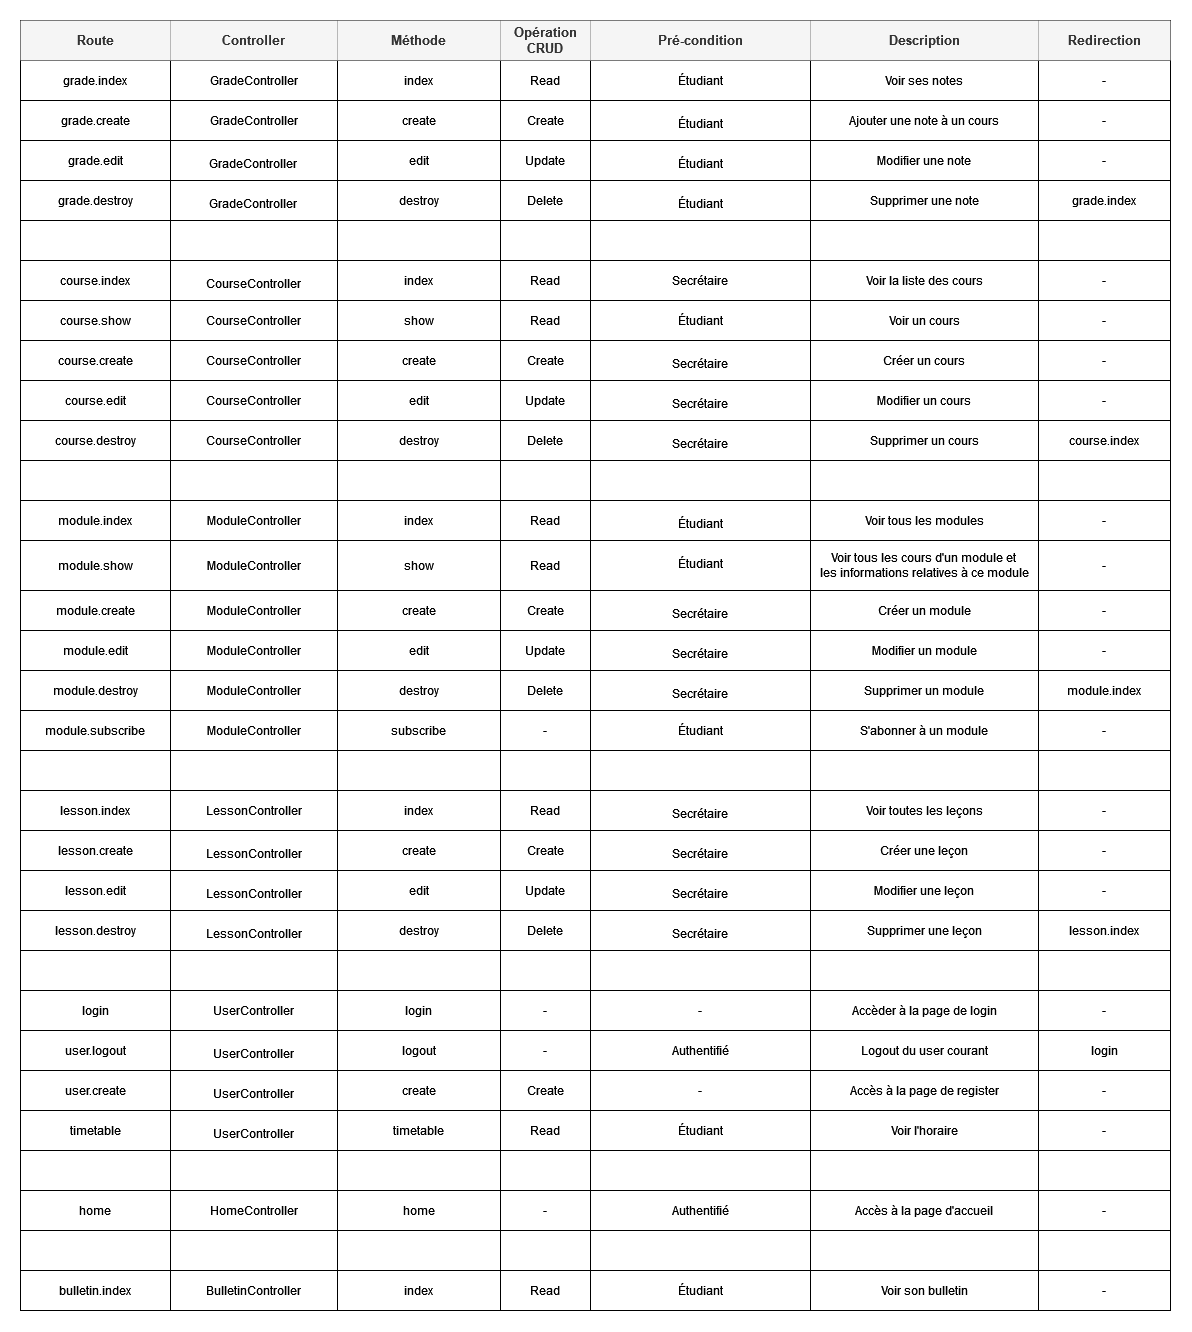 Route Controller Méthode Opération CRUD Pré-condition Description Redirection
grade.index GradeController index Read Étudiant Voir ses notes -
grade.create GradeController create Create Étudiant Ajouter une note à un cours -
grade.edit GradeController edit Update Étudiant Modifier une note -
grade.destroy GradeController destroy Delete Étudiant Supprimer une note grade.index
course.index CourseController index Read Secrétaire Voir la liste des cours -
course.show CourseController show Read Étudiant Voir un cours -
course.create CourseController create Create Secrétaire Créer un cours -
course.edit CourseController edit Update Secrétaire Modifier un cours -
course.destroy CourseController destroy Delete Secrétaire Supprimer un cours course.index
module.index ModuleController index Read Étudiant Voir tous les modules -
module.show ModuleController show Read Étudiant Voir tous les cours d'un module et les informations relatives à ce module -
module.create ModuleController create Create Secrétaire Créer un module -
module.edit ModuleController edit Update Secrétaire Modifier un module -
module.destroy ModuleController destroy Delete Secrétaire Supprimer un module module.index
module.subscribe ModuleController subscribe - Étudiant S'abonner à un module -
lesson.index LessonController index Read Secrétaire Voir toutes les leçons -
lesson.create LessonController create Create Secrétaire Créer une leçon -
lesson.edit LessonController edit Update Secrétaire Modifier une leçon -
lesson.destroy LessonController destroy Delete Secrétaire Supprimer une leçon lesson.index
login UserController login - - Accèder à la page de login -
user.logout UserController logout - Authentifié Logout du user courant login
user.create UserController create Create - Accès à la page de register -
timetable UserController timetable Read Étudiant Voir l'horaire -
home HomeController home - Authentifié Accès à la page d'accueil -
bulletin.index BulletinController index Read Étudiant Voir son bulletin -